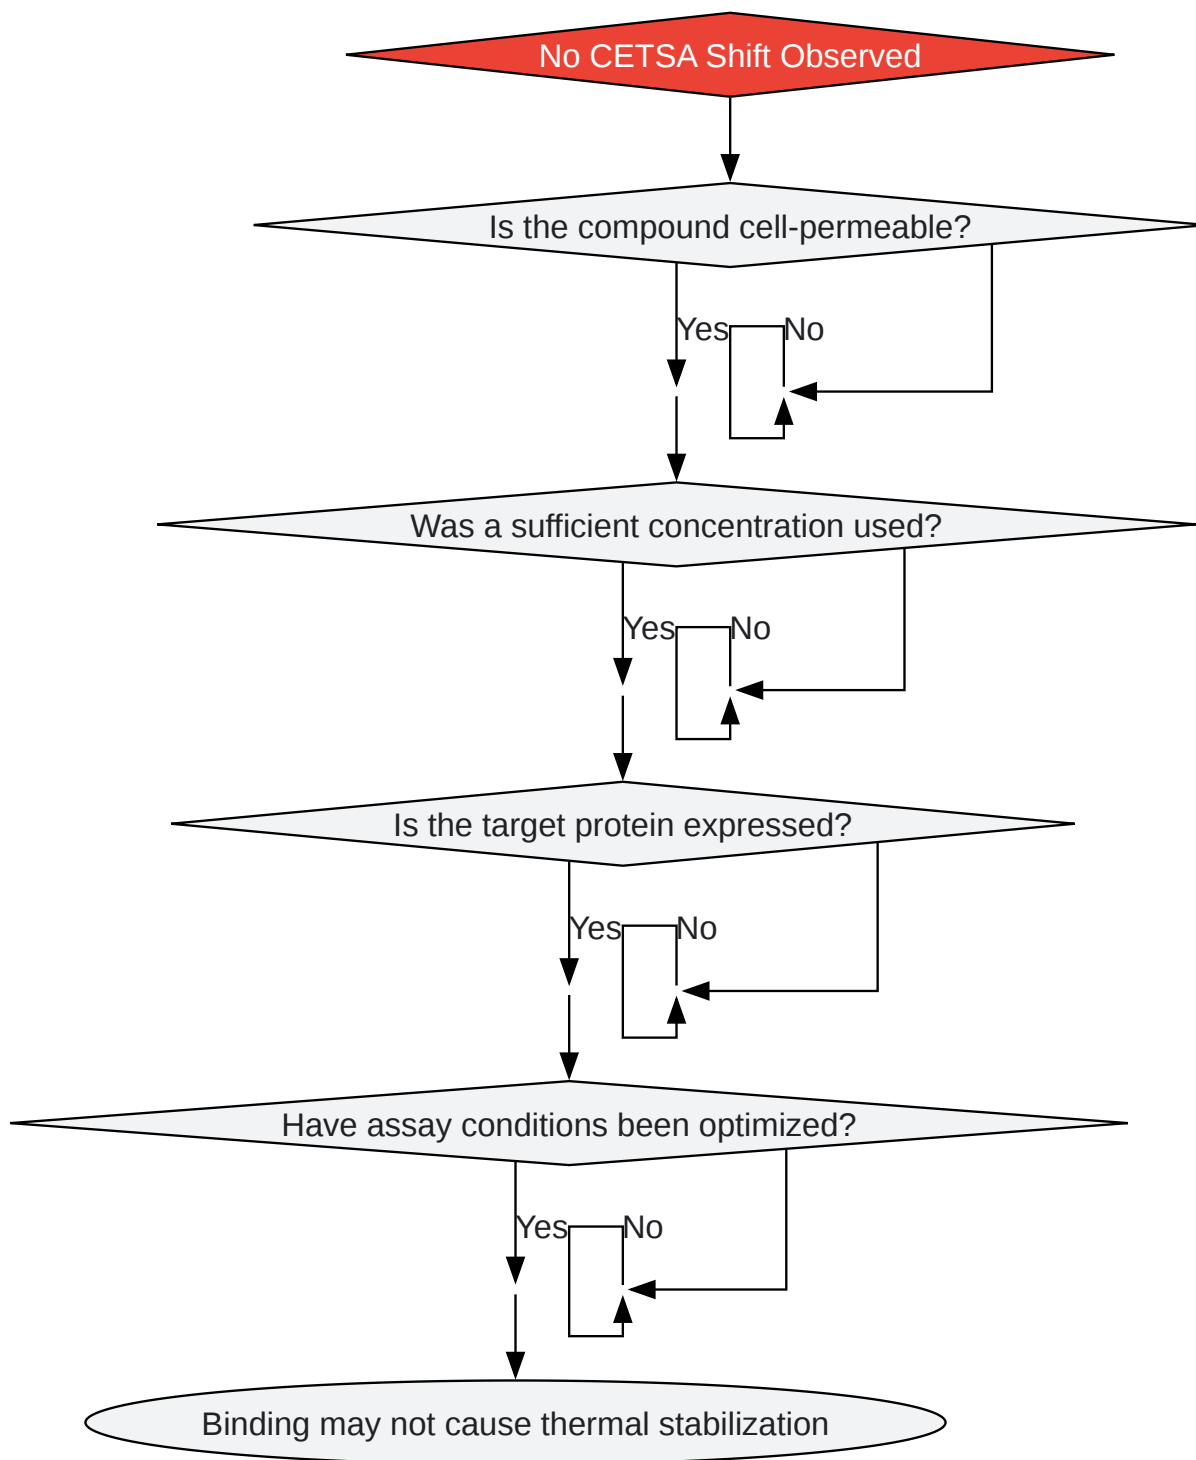 No CETSA Shift Observed
Is the compound cell-permeable?
Yes
No
Was a sufficient concentration used?
Yes
No
Is the target protein expressed?
Yes
No
Have assay conditions been optimized?
Yes
No
Binding may not cause thermal stabilization